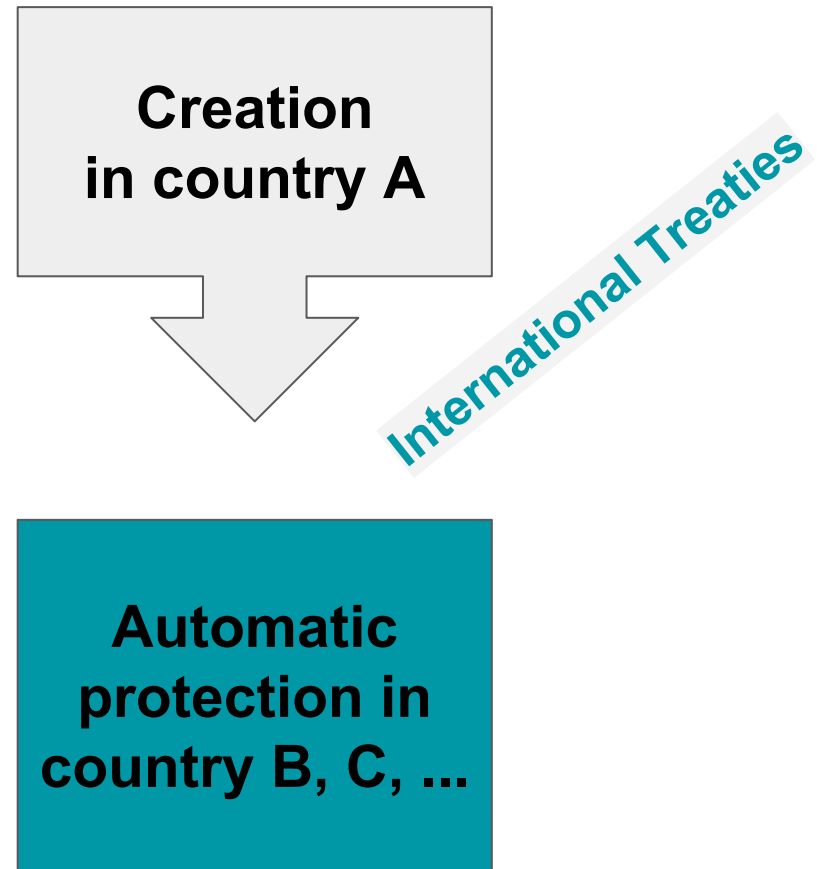 Creation
in country A
International Treaties
Automatic
protection in
country B, C, ...